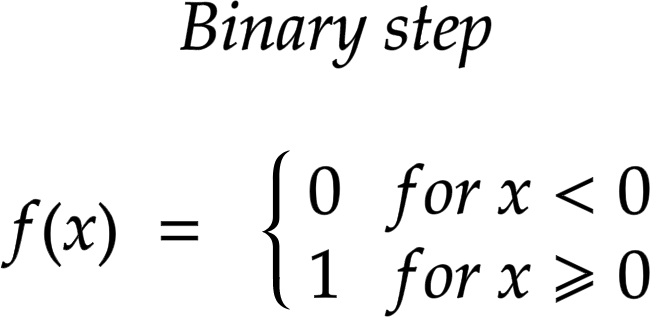 Binary step
f(x) = { 0 for x < 0
1 for x ⩾ 0